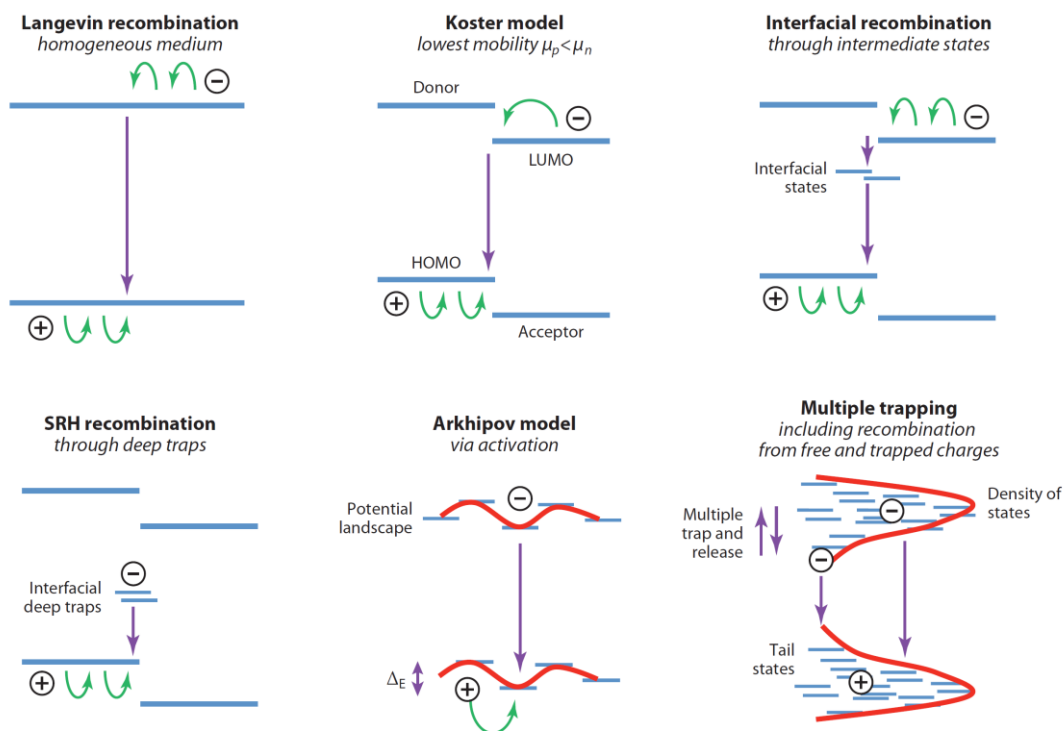 Langevin recombination
homogeneous medium
−
+
Koster model
lowest mobility μp<μn
Donor
−
LUMO
HOMO
+
Acceptor
Interfacial recombination
through intermediate states
−
Interfacial
states
+
SRH recombination
through deep traps
−
Interfacial
deep traps
+
Arkhipov model
via activation
−
Potential
landscape
ΔE
+
Multiple trapping
including recombination
from free and trapped charges
Density of
states
−
Multiple
trap and
release
−
Tail
states
+